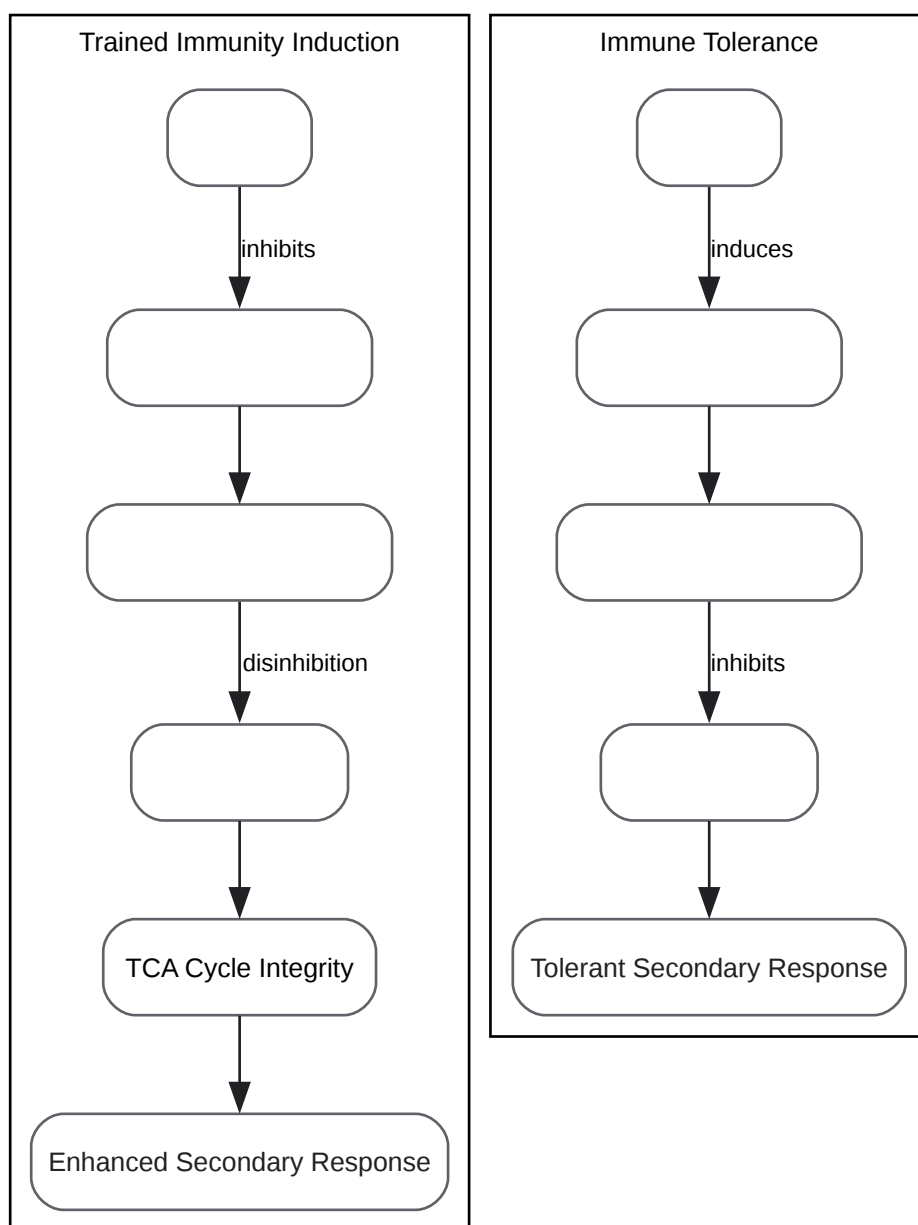 Trained Immunity Induction
inhibits
disinhibition
TCA Cycle Integrity
Enhanced Secondary Response
Immune Tolerance
induces
inhibits
Tolerant Secondary Response